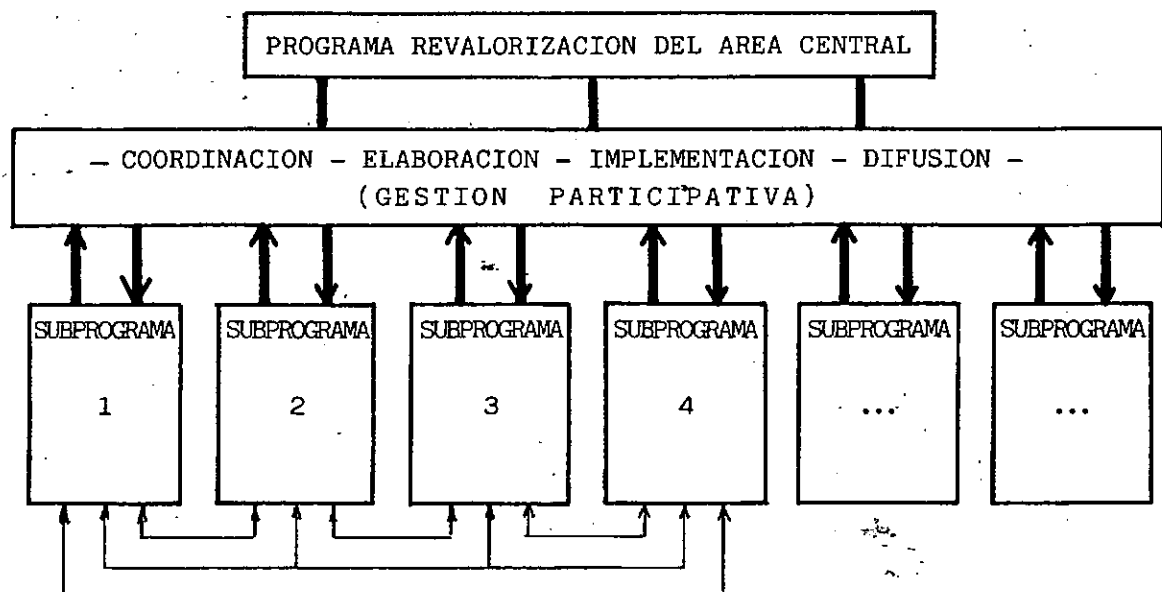 PROGRAMA REVALORIZACION DEL AREA CENTRAL
— COORDINACION - ELABORACION - IMPLEMENTACION - DIFUSION -
(GESTION PARTICIPATIVA)
SUBPROGRAMA SUBPROGRAMA SUBPROGRAMA SUBPROGRAMA SUBPROGRAMA SUBPROGRAMA
1 2 3 4 ... ...